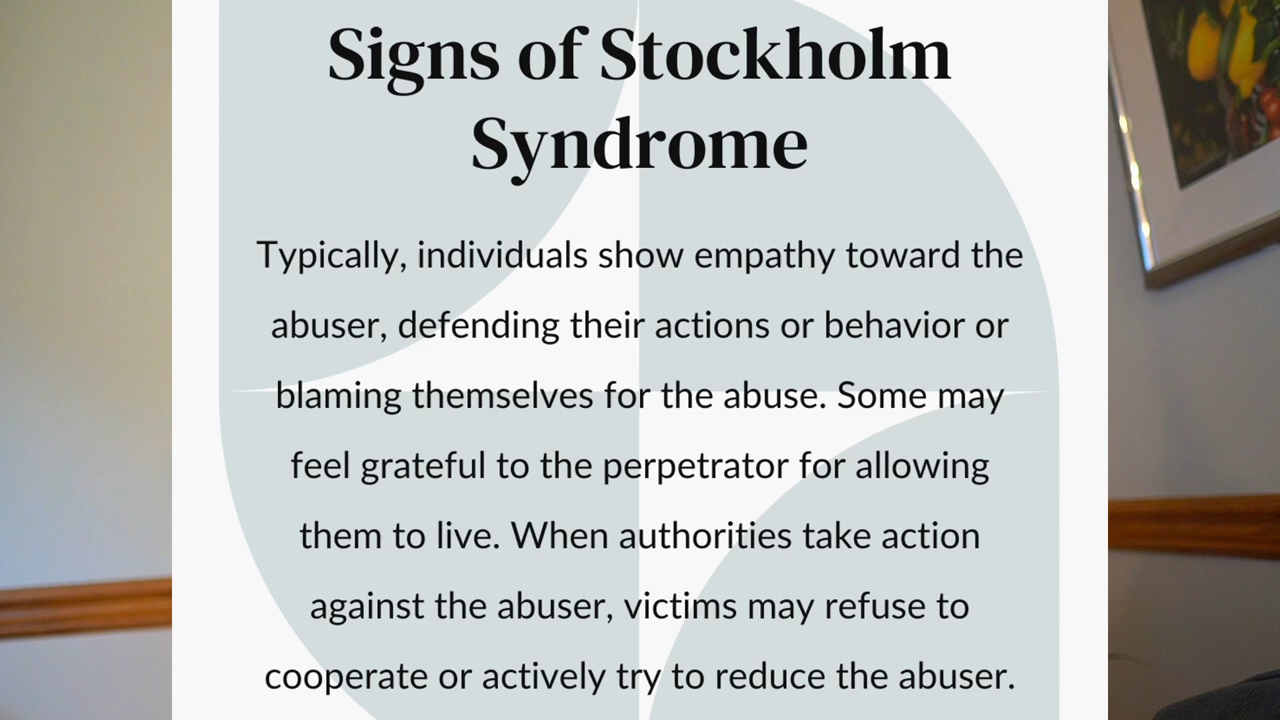 Signs of Stockholm
Syndrome
Typically, individuals show empathy toward the
abuser, defending their actions or behavior or
blaming themselves for the abuse. Some may
feel grateful to the perpetrator for allowing
them to live. When authorities take action
against the abuser, victims may refuse to
cooperate or actively try to reduce the abuser.